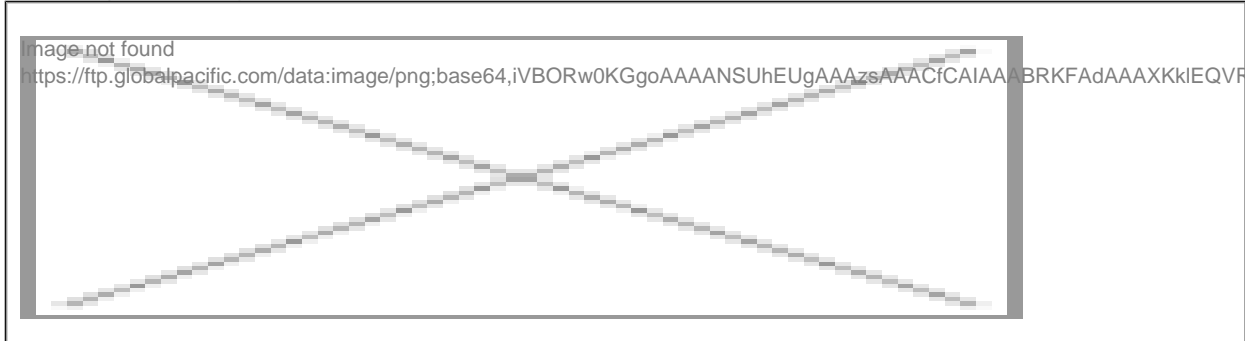 Image not found
https://ftp.globalpacific.com/data:image/png;base64,iVBORw0KGgoAAAANSUhEUgAAAzsAAACfCAIAAABRKFAdAAAXKklEQVR